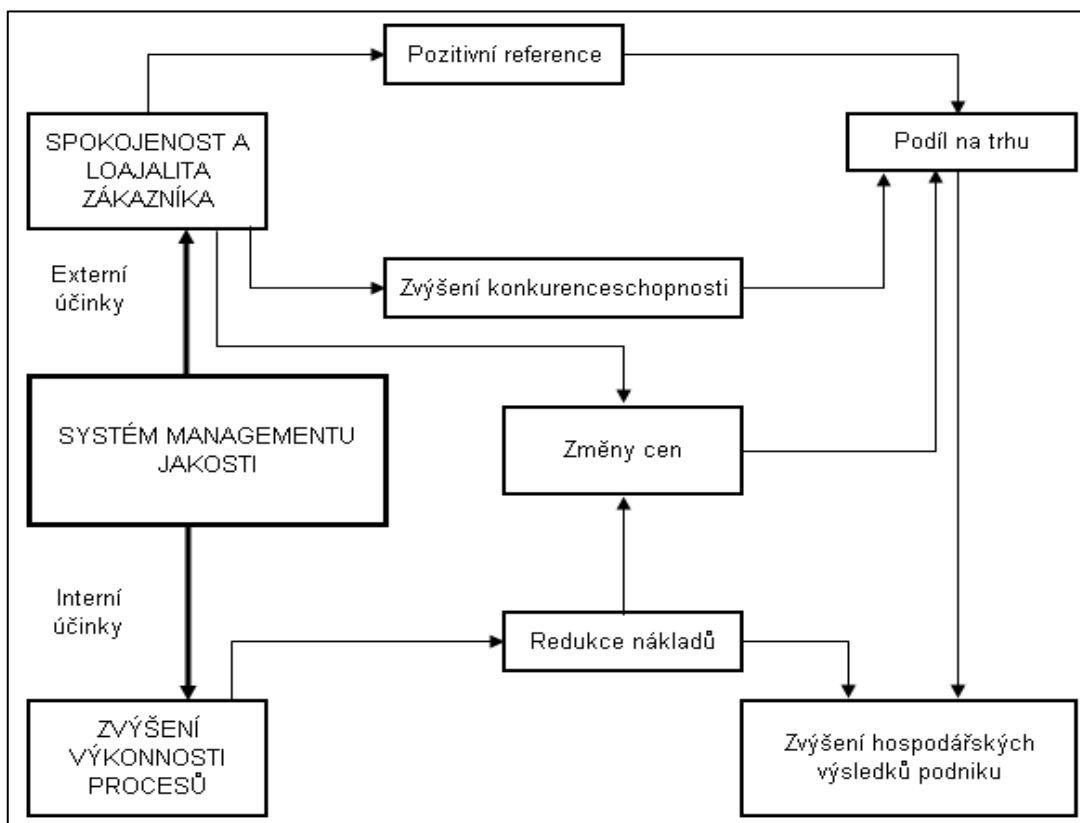 Pozitivní reference
SPOKOJENOST A
LOAJALITA
ZÁKAZNÍKA
Podíl na trhu
Externí
účinky
Zvýšení konkurenceschopnosti
SYSTÉM MANAGEMENTU
JAKOSTI
Změny cen
Interní
účinky
Redukce nákladů
ZVÝŠENÍ
VÝKONNOSTI
PROCESŮ
Zvýšení hospodářských
výsledků podniku